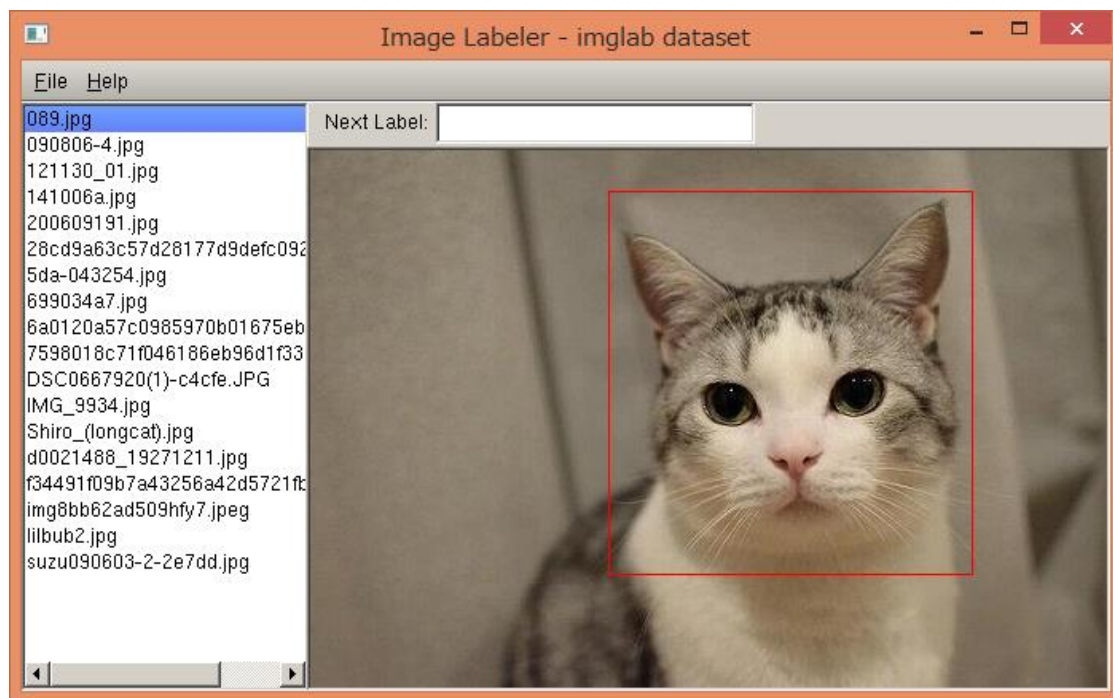 Image Labeler - imglab dataset
File Help
089.jpg
Next Label:
090806-4.jpg
121130_01.jpg
141006a.jpg
200609191.jpg
28cd9a63c57d28177d9defc092
5da-043254.jpg
699034a7.jpg
6a0120a57c0985970b01675eb
7598018c71f046186eb96d1f33
DSC0667920(1)-c4cfe.JPG
IMG_9934.jpg
Shiro_(longcat).jpg
d0021488_19271211.jpg
f34491f09b7a43256a42d5721fb
img8bb62ad509hfy7.jpeg
lilbub2.jpg
suzu090603-2-2e7dd.jpg